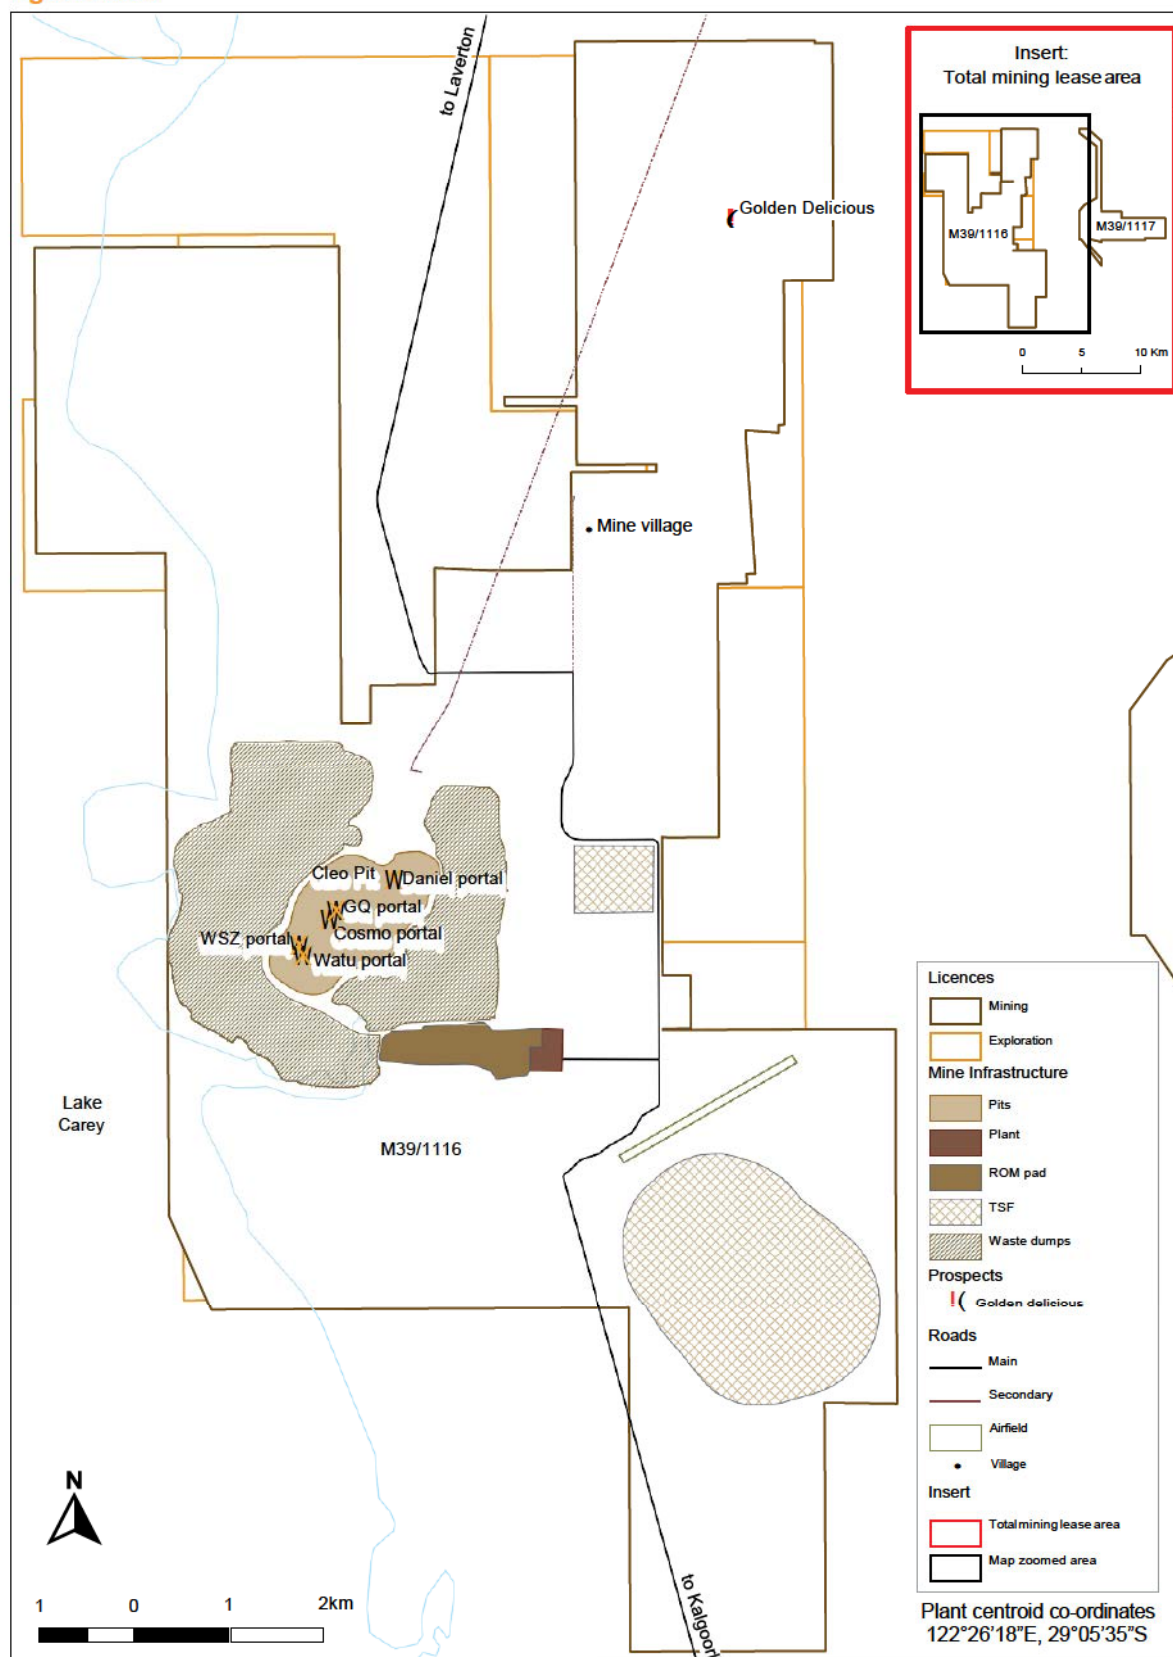 to Laverton
Insert:
Total mining lease area
M39/1116
M39/1117
0 5 10 Km
Golden Delicious
Mine village
Cleo Pit
Daniel portal
GQ portal
Cosmo portal
WSZ portal
Watu portal
Lake
Carey
M39/1116
Licences
Mining
Exploration
Mine Infrastructure
Pits
Plant
ROM pad
TSF
Waste dumps
Prospects
Golden delicious
Roads
Main
Secondary
Airfield
Village
Insert
Total mining lease area
Map zoomed area
N
1 0 1 2km
to Kalgoorl
Plant centroid co-ordinates
122°26'18"E, 29°05'35"S